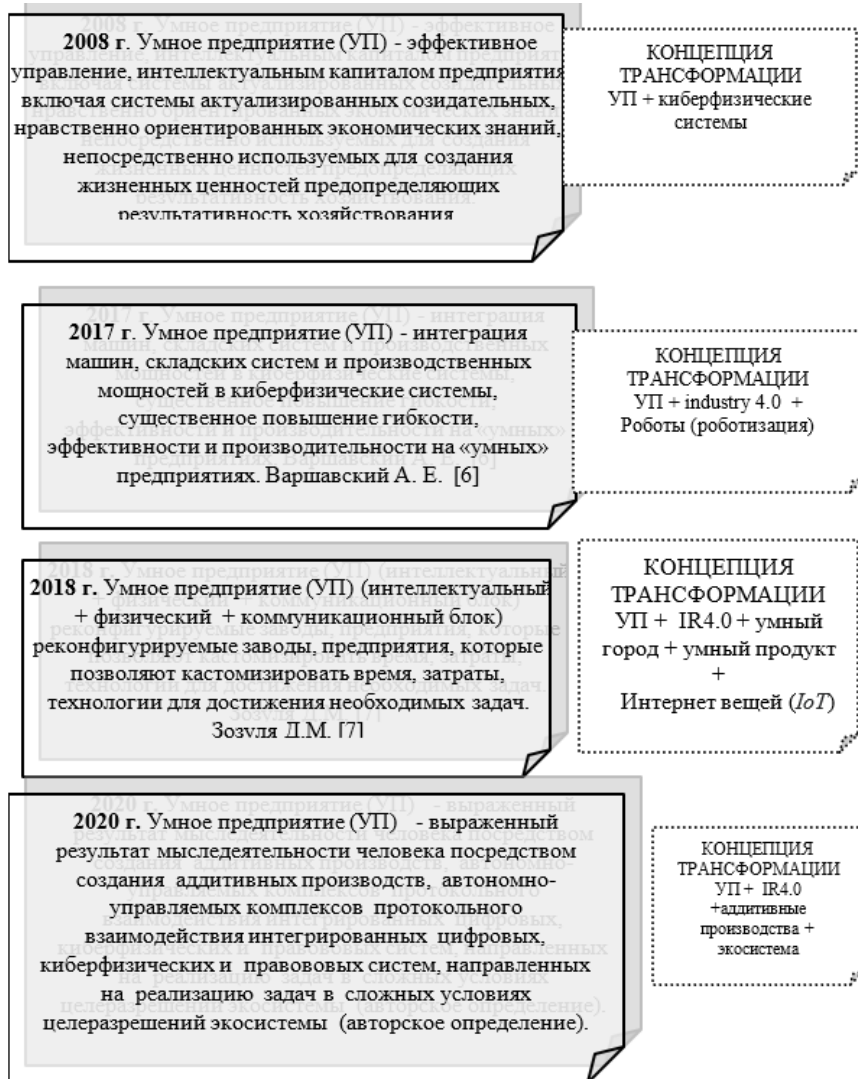 2008 г. Умное предприятие (УП) - эффективное
управление, интеллектуальным капиталом предприятия
включая системы актуализированных созидательных,
нравственно ориентированных экономических знаний,
непосредственно используемых для создания
жизненных ценностей предопределяющих
результативность хозяйствования
КОНЦЕПЦИЯ
ТРАНСФОРМАЦИИ
УП + киберфизические
системы
2017 г. Умное предприятие (УП) - интеграция
машин, складских систем и производственных
мощностей в киберфизические системы,
существенное повышение гибкости,
эффективности и производительности на «умных»
предприятиях. Варшавский А. Е. [6]
КОНЦЕПЦИЯ
ТРАНСФОРМАЦИИ
УП + industry 4.0 +
Роботы (роботизация)
2018 г. Умное предприятие (УП) (интеллектуальный
+ физический + коммуникационный блок)
реконфигурируемые заводы, предприятия, которые
позволяют кастомизировать время, затраты,
технологии для достижения необходимых задач.
Зозуля Д.М. [7]
КОНЦЕПЦИЯ
ТРАНСФОРМАЦИИ
УП + IR4.0 + умный
город + умный продукт
+
Интернет вещей (IoT)
2020 г. Умное предприятие (УП) - выраженный
результат мыследеятельности человека посредством
создания аддитивных производств, автономно-
управляемых комплексов протокольного
взаимодействия интегрированных цифровых,
киберфизических и правововых систем, направленных
на реализацию задач в сложных условиях
целеразрешений экосистемы (авторское определение).
КОНЦЕПЦИЯ
ТРАНСФОРМАЦИИ
УП + IR4.0
+аддитивные
производства +
экосистема